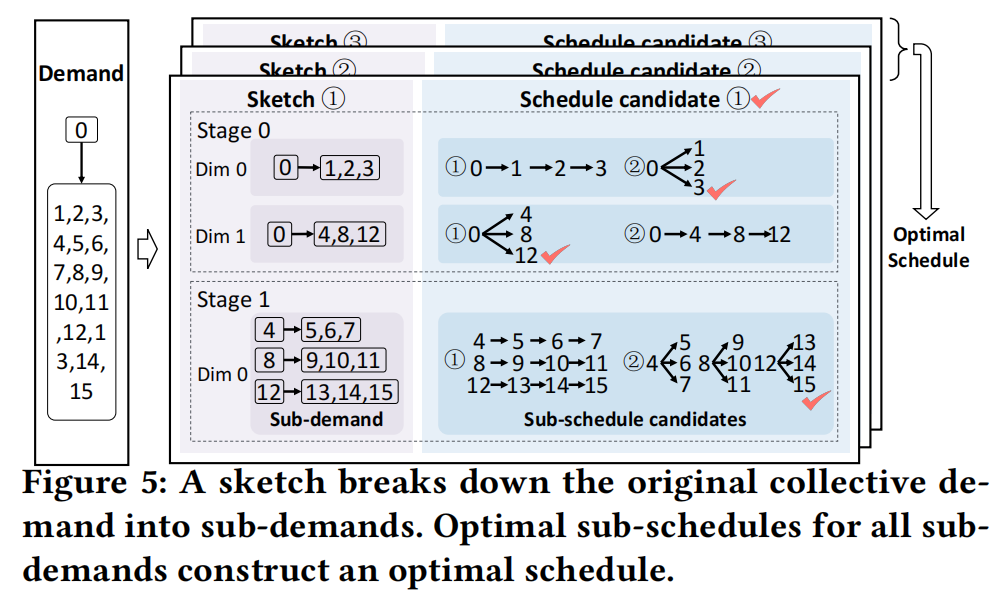 Demand
0
1,2,3,
4,5,6,
7,8,9,
10,11
,12,1
3,14,
15
Sketch ③ Schedule candidate ③
Sketch ② Schedule candidate ②
Sketch ① Schedule candidate ①
Stage 0
Dim 0 0 1,2,3 ① 0 1 2 3 ② 0 1 2 3
Dim 1 0 4,8,12 ① 0 4 8 12 ② 0 4 8 12
Stage 1
Dim 0
4 5,6,7
8 9,10,11
12 13,14,15
Sub-demand
①
4 5 6 7
8 9 10 11
12 13 14 15
② 4 5 6 7 8 9 10 11 12 13 14 15
Sub-schedule candidates
Optimal
Schedule
Figure 5: A sketch breaks down the original collective de-
mand into sub-demands. Optimal sub-schedules for all sub-
demands construct an optimal schedule.